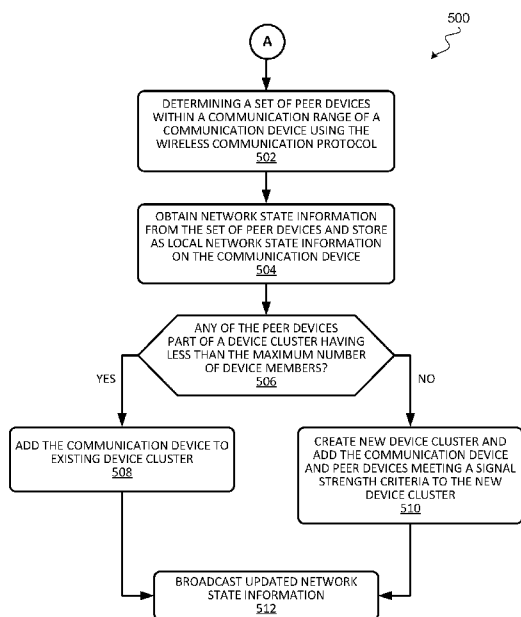 500
A
DETERMINING A SET OF PEER DEVICES
WITHIN A COMMUNICATION RANGE OF A
COMMUNICATION DEVICE USING THE
WIRELESS COMMUNICATION PROTOCOL
502
OBTAIN NETWORK STATE INFORMATION
FROM THE SET OF PEER DEVICES AND STORE
AS LOCAL NETWORK STATE INFORMATION
ON THE COMMUNICATION DEVICE
504
ANY OF THE PEER DEVICES
PART OF A DEVICE CLUSTER HAVING
LESS THAN THE MAXIMUM NUMBER
OF DEVICE MEMBERS?
506
YES
NO
ADD THE COMMUNICATION DEVICE TO
EXISTING DEVICE CLUSTER
508
CREATE NEW DEVICE CLUSTER AND
ADD THE COMMUNICATION DEVICE
AND PEER DEVICES MEETING A SIGNAL
STRENGTH CRITERIA TO THE NEW
DEVICE CLUSTER
510
BROADCAST UPDATED NETWORK
STATE INFORMATION
512